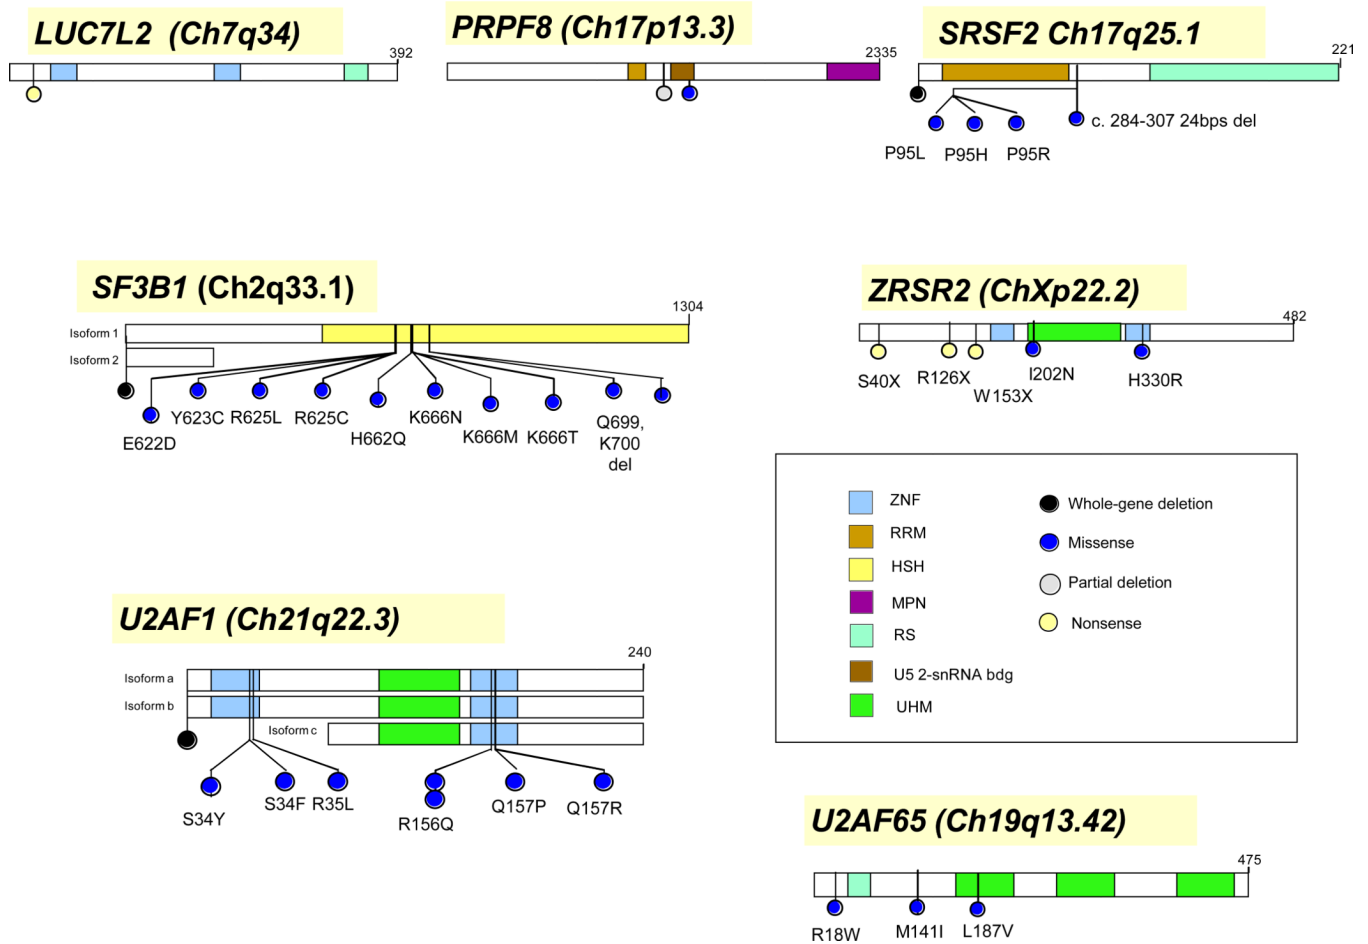 LUC7L2 (Ch7q34)
392
PRPF8 (Ch17p13.3)
2335
SRSF2 Ch17q25.1
221
c. 284-307 24bps del
P95L P95H P95R
SF3B1 (Ch2q33.1)
1304
Isoform 1
Isoform 2
E622D
Y623C
R625L
R625C
H662Q
K666N
K666M
K666T
Q699,
K700
del
ZRSR2 (ChXp22.2)
482
S40X
R126X
W153X
I202N
H330R
ZNF
RRM
HSH
MPN
RS
U5 2-snRNA bdg
UHM
Whole-gene deletion
Missense
Partial deletion
Nonsense
U2AF1 (Ch21q22.3)
240
Isoform a
Isoform b
Isoform c
S34Y
S34F
R35L
R156Q
Q157P
Q157R
U2AF65 (Ch19q13.42)
475
R18W
M141I
L187V